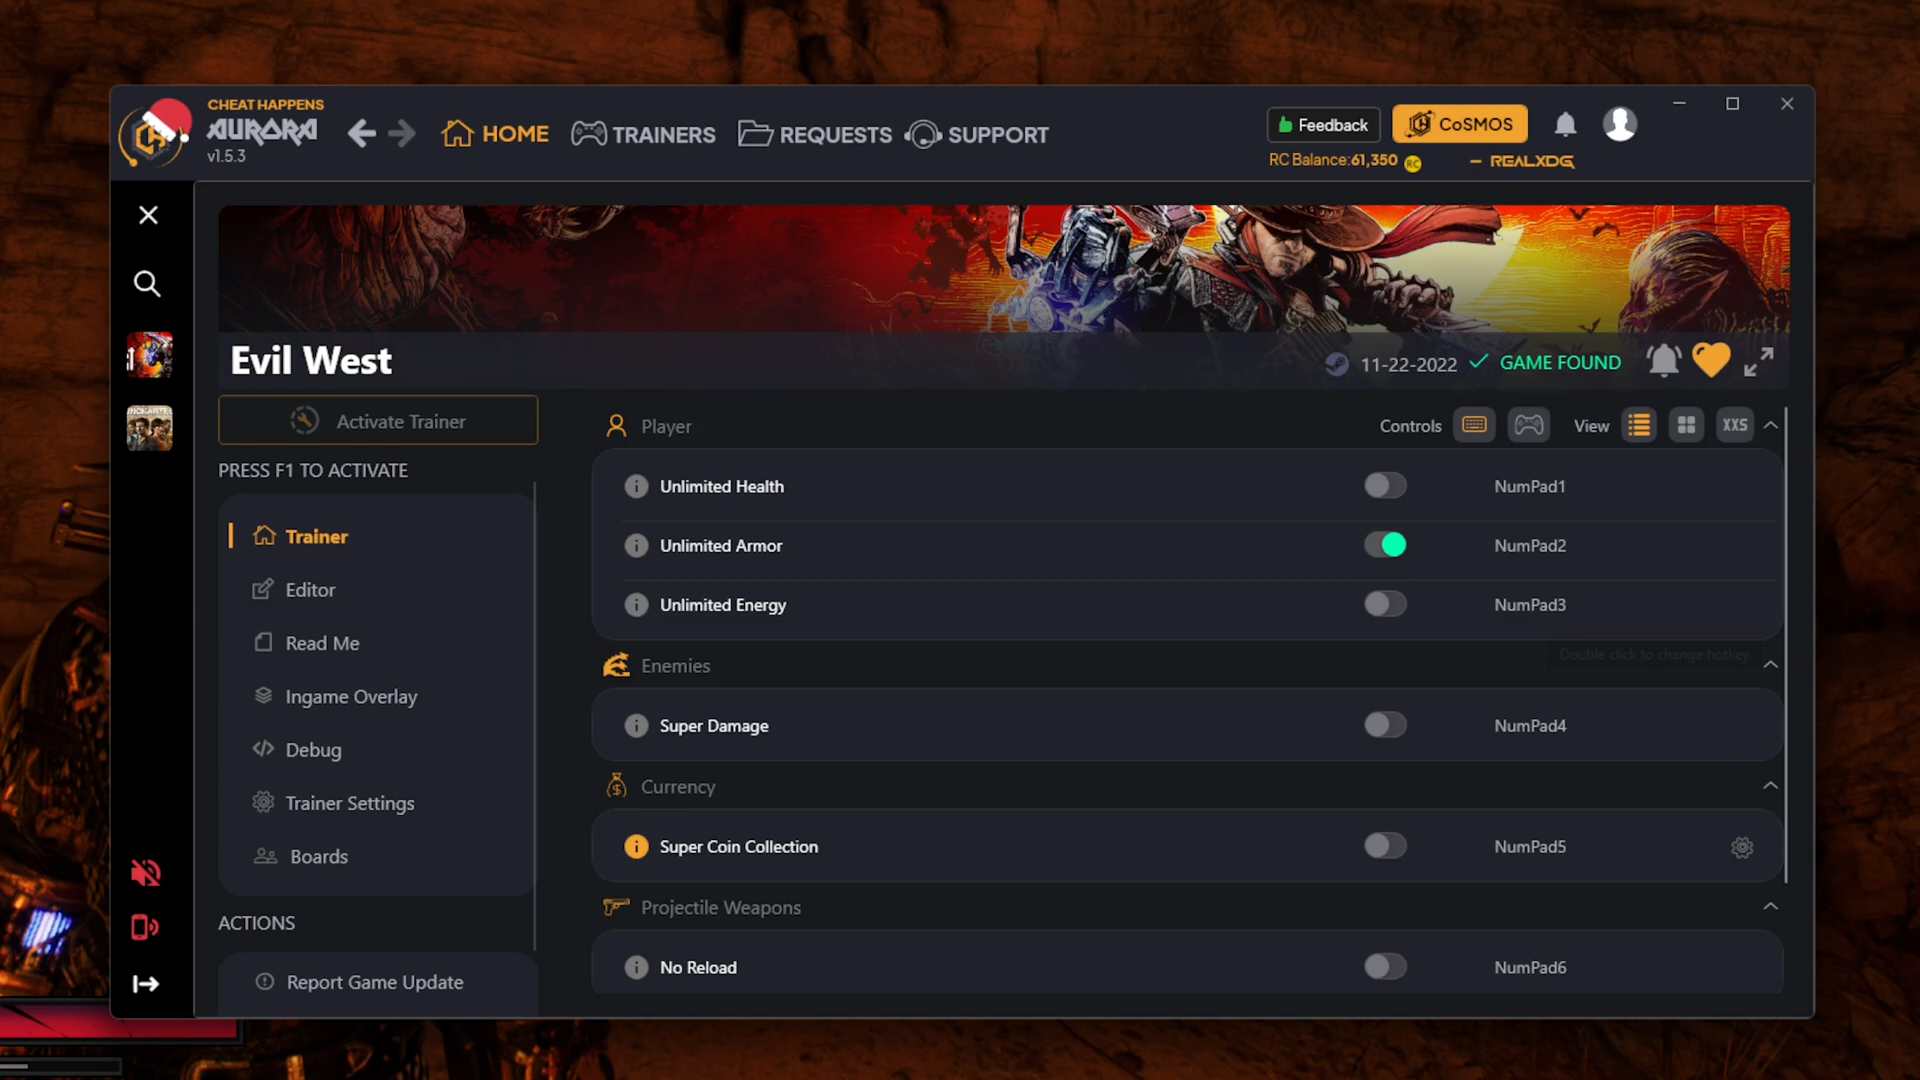 CHEAT HAPPENS
AURORA
v1.5.3
HOME
TRAINERS
REQUESTS
SUPPORT
Feedback
CoSMOS
RC Balance:61,350
RC
– REALXDG
Evil West
11-22-2022
GAME FOUND
Activate Trainer
PRESS F1 TO ACTIVATE
Trainer
Editor
Read Me
Ingame Overlay
Debug
Trainer Settings
Boards
ACTIONS
Report Game Update
Player
Controls
View
XXS
Unlimited Health
NumPad1
Unlimited Armor
NumPad2
Unlimited Energy
NumPad3
Double click to change hotkey
Enemies
Super Damage
NumPad4
Currency
Super Coin Collection
NumPad5
Projectile Weapons
No Reload
NumPad6